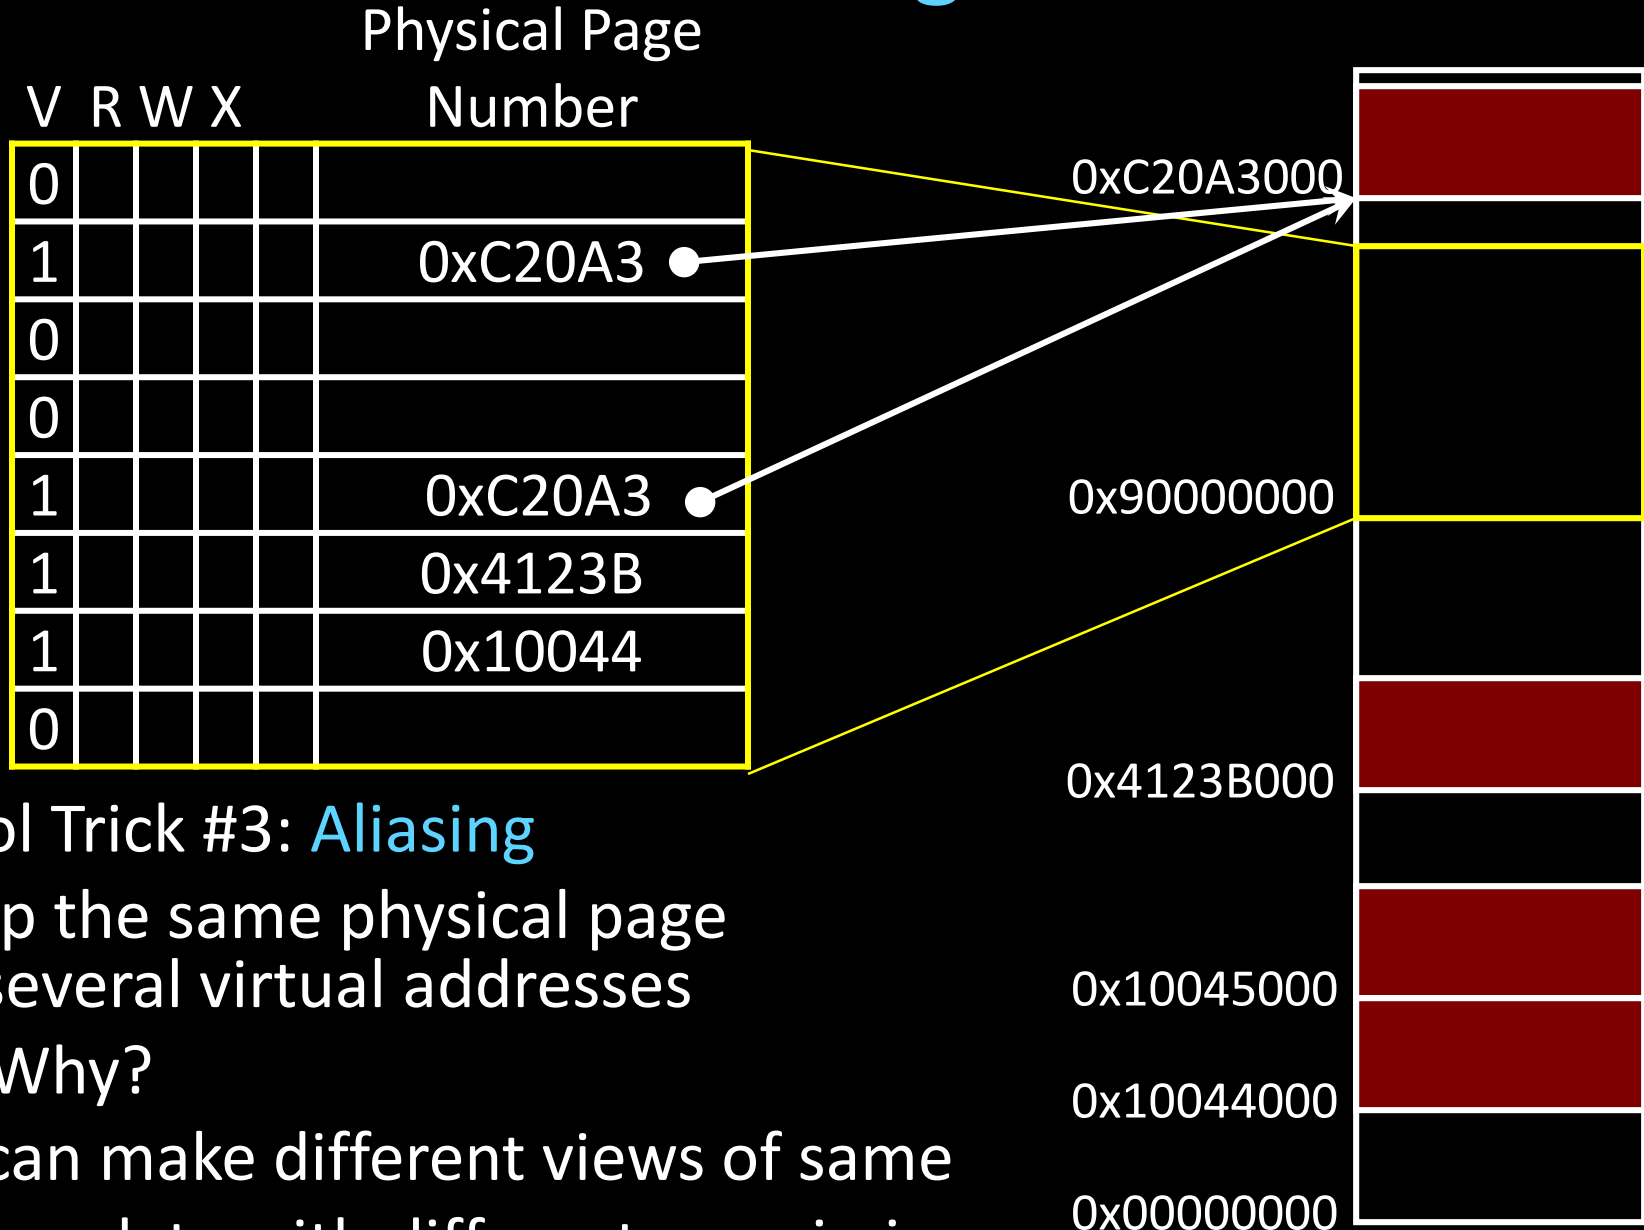 Physical Page
Number
V R W X
0
1 0xC20A3
0
0
1 0xC20A3
1 0x4123B
1 0x10044
0
0xC20A3000
0x90000000
0x4123B000
0x10045000
0x10044000
0x00000000
ol Trick #3: Aliasing
p the same physical page
several virtual addresses
Why?
can make different views of same
with different